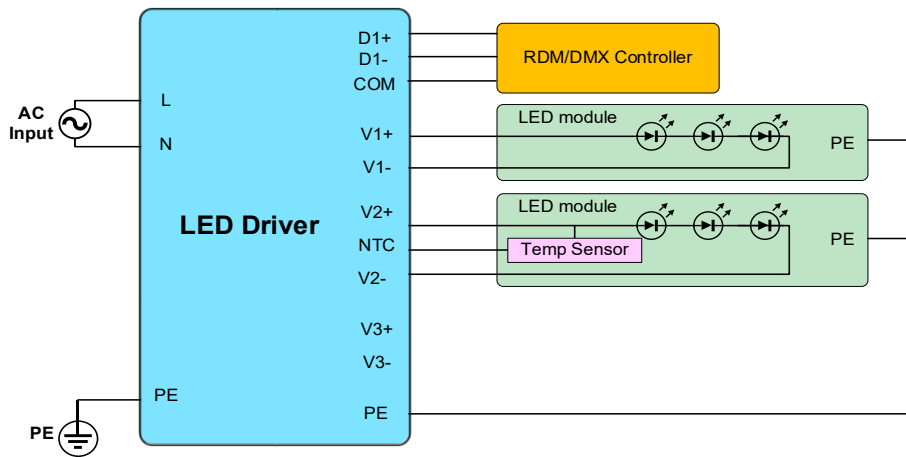 D1+
D1-
COM
RDM/DMX Controller
L
N
AC
Input
V1+
V1-
LED module
PE
LED Driver
V2+
NTC
V2-
LED module
Temp Sensor
PE
V3+
V3-
PE
PE
PE